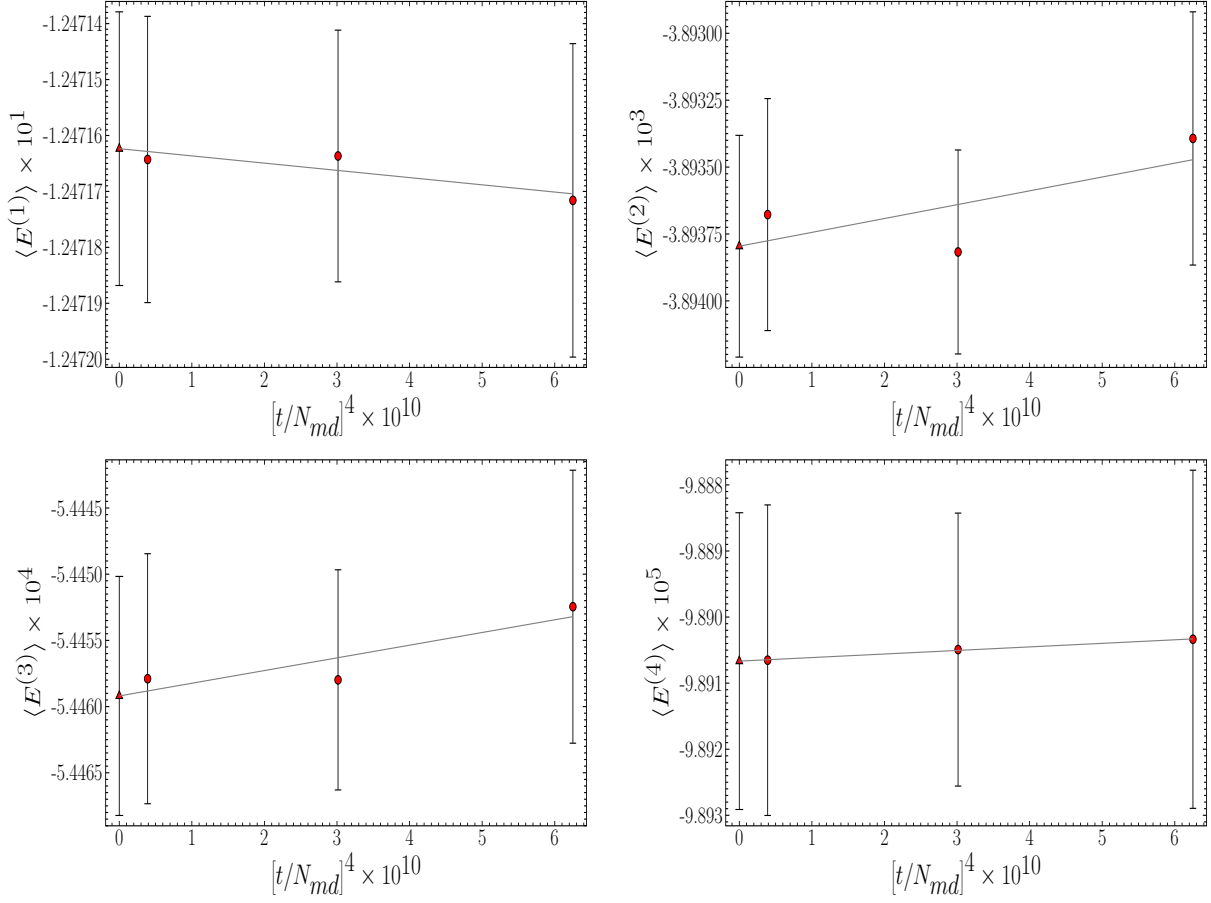 -1.24714
-1.24715
-1.24716
-1.24717
-1.24718
-1.24719
-1.24720
⟨E(1)⟩ × 10^1
0 1 2 3 4 5 6
[t/N_md]^4 × 10^10
-3.89300
-3.89325
-3.89350
-3.89375
-3.89400
⟨E(2)⟩ × 10^3
0 1 2 3 4 5 6
[t/N_md]^4 × 10^10
-5.4445
-5.4450
-5.4455
-5.4460
-5.4465
⟨E(3)⟩ × 10^4
0 1 2 3 4 5 6
[t/N_md]^4 × 10^10
-9.888
-9.889
-9.890
-9.891
-9.892
-9.893
⟨E(4)⟩ × 10^5
0 1 2 3 4 5 6
[t/N_md]^4 × 10^10